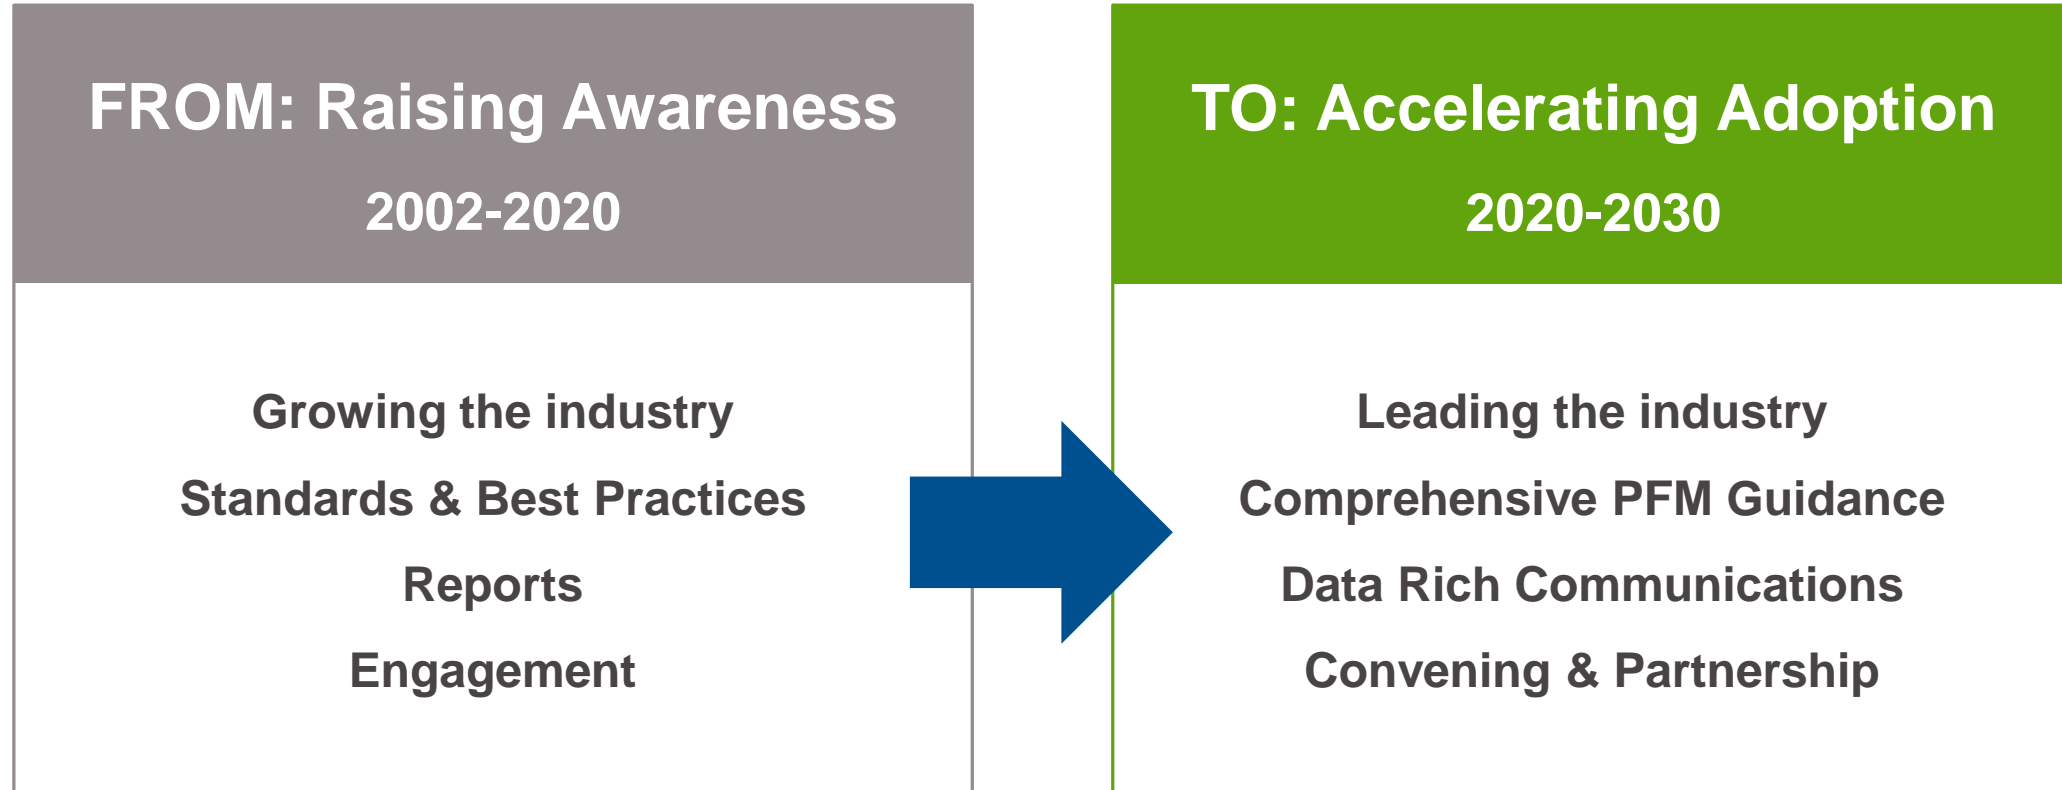 FROM: Raising Awareness
2002-2020
Growing the industry
Standards & Best Practices
Reports
Engagement
TO: Accelerating Adoption
2020-2030
Leading the industry
Comprehensive PFM Guidance
Data Rich Communications
Convening & Partnership